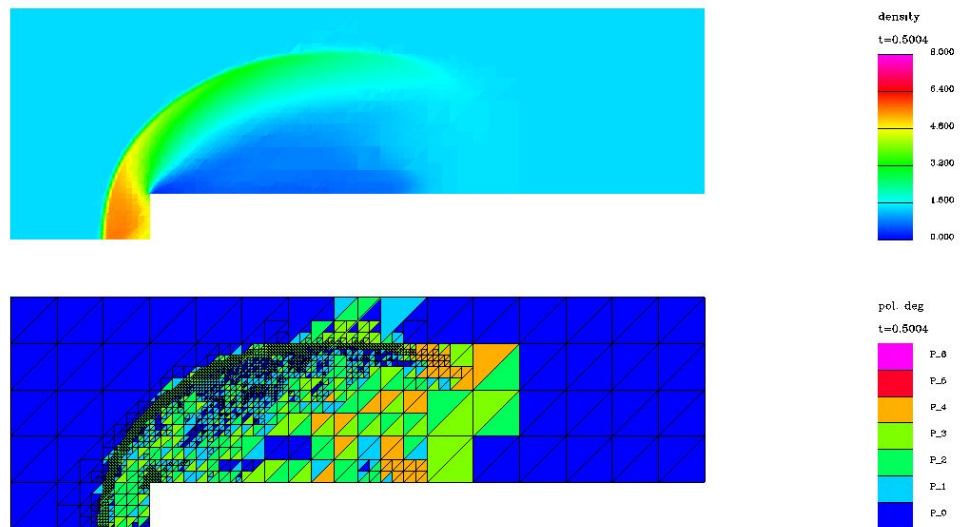 density
t=0.5004
8.000
6.400
4.800
3.200
1.600
0.000
pol. deg
t=0.5004
P_6
P_5
P_4
P_3
P_2
P_1
P_0